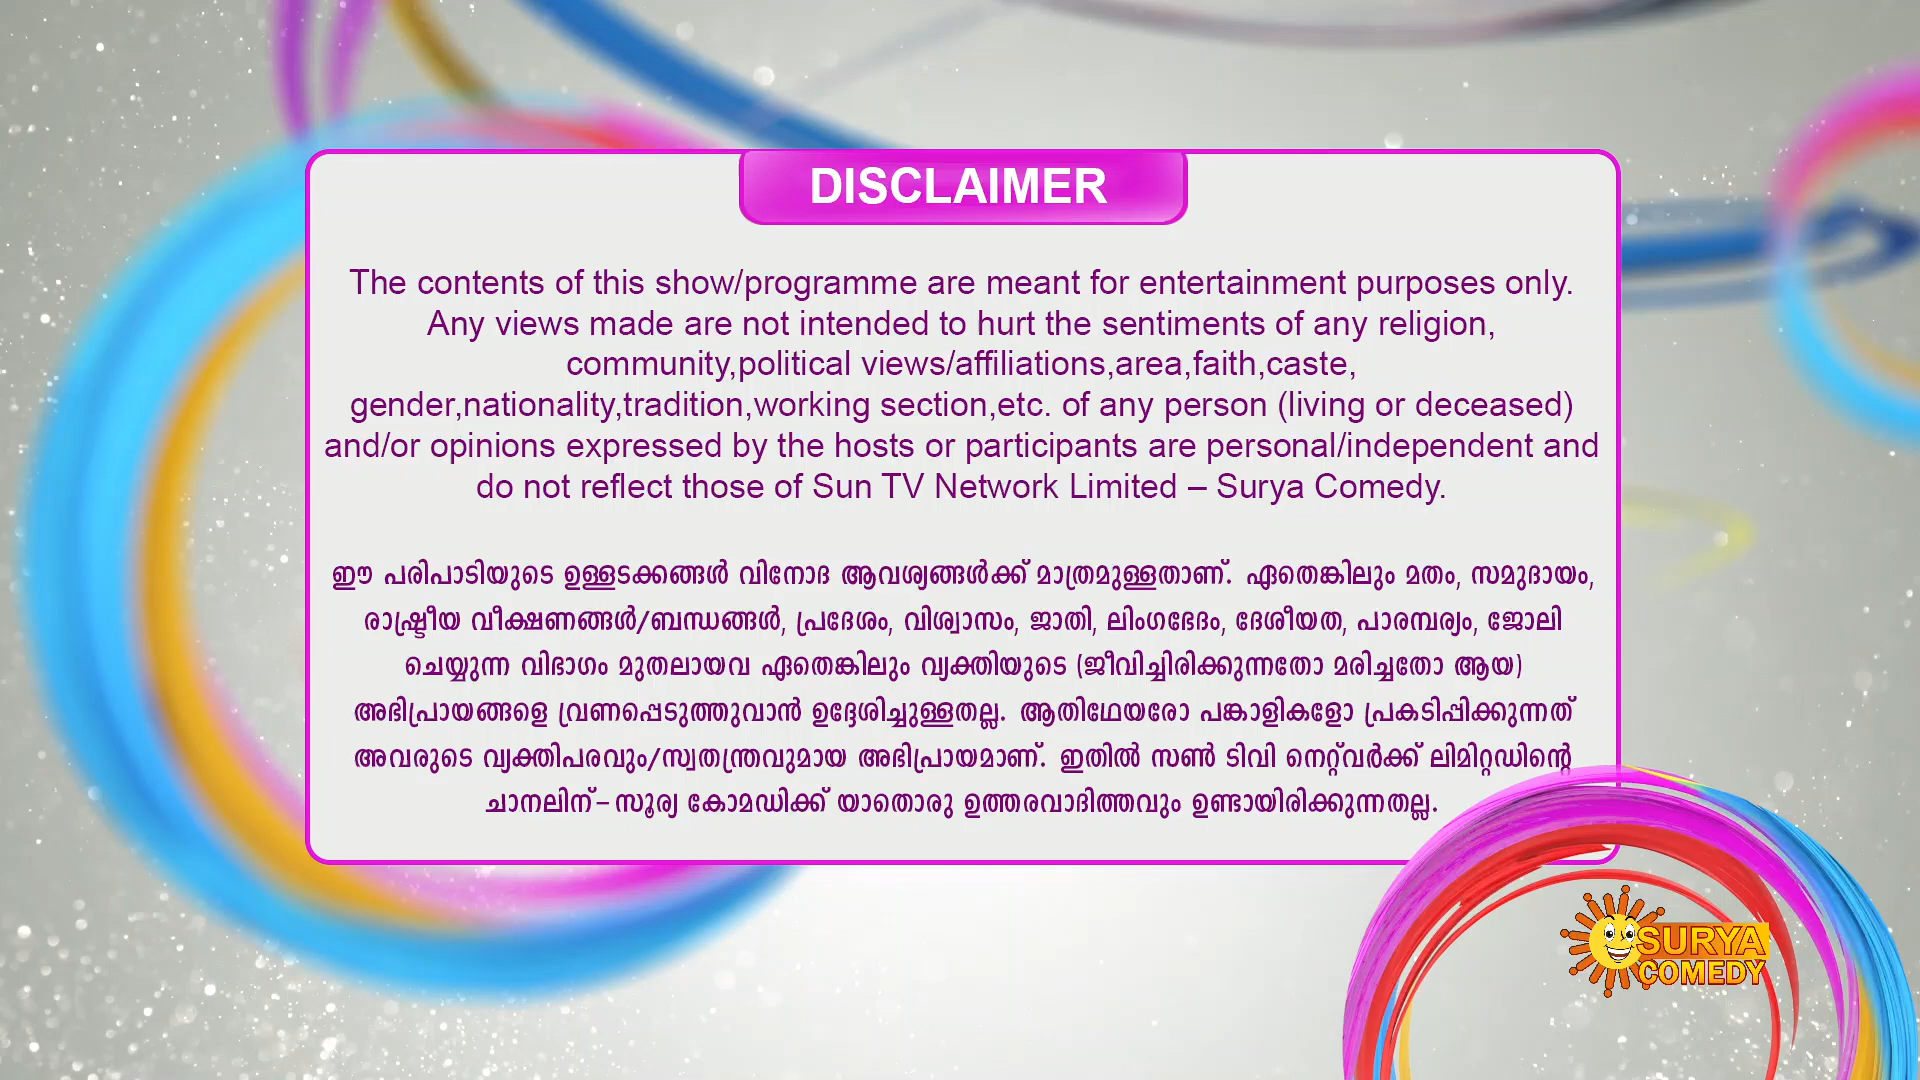 DISCLAIMER
The contents of this show/programme are meant for entertainment purposes only.
Any views made are not intended to hurt the sentiments of any religion,
community,political views/affiliations,area,faith,caste,
gender,nationality,tradition,working section,etc. of any person (living or deceased)
and/or opinions expressed by the hosts or participants are personal/independent and
do not reflect those of Sun TV Network Limited – Surya Comedy.
ഈ പരിപാടിയുടെ ഉള്ളടക്കങ്ങൾ വിനോദ ആവശ്യങ്ങൾക്ക് മാത്രമുള്ളതാണ്. ഏതെങ്കിലും മതം, സമുദായം,
രാഷ്ട്രീയ വീക്ഷണങ്ങൾ/ബന്ധങ്ങൾ, പ്രദേശം, വിശ്വാസം, ജാതി, ലിംഗഭേദം, ദേശീയത, പാരമ്പര്യം, ജോലി
ചെയ്യുന്ന വിഭാഗം മുതലായവ ഏതെങ്കിലും വ്യക്തിയുടെ (ജീവിച്ചിരിക്കുന്നതോ മരിച്ചതോ ആയ)
അഭിപ്രായങ്ങളെ വ്രണപ്പെടുത്തുവാൻ ഉദ്ദേശിച്ചുള്ളതല്ല. ആതിഥേയരോ പങ്കാളികളോ പ്രകടിപ്പിക്കുന്നത്
അവരുടെ വ്യക്തിപരവും/സ്വതന്ത്രവുമായ അഭിപ്രായമാണ്. ഇതിൽ സൺ ടിവി നെറ്റ്‌വർക്ക് ലിമിറ്റഡിന്റെ
ചാനലിന്-സൂര്യ കോമഡിക്ക് യാതൊരു ഉത്തരവാദിത്തവും ഉണ്ടായിരിക്കുന്നതല്ല.
SURYA
COMEDY